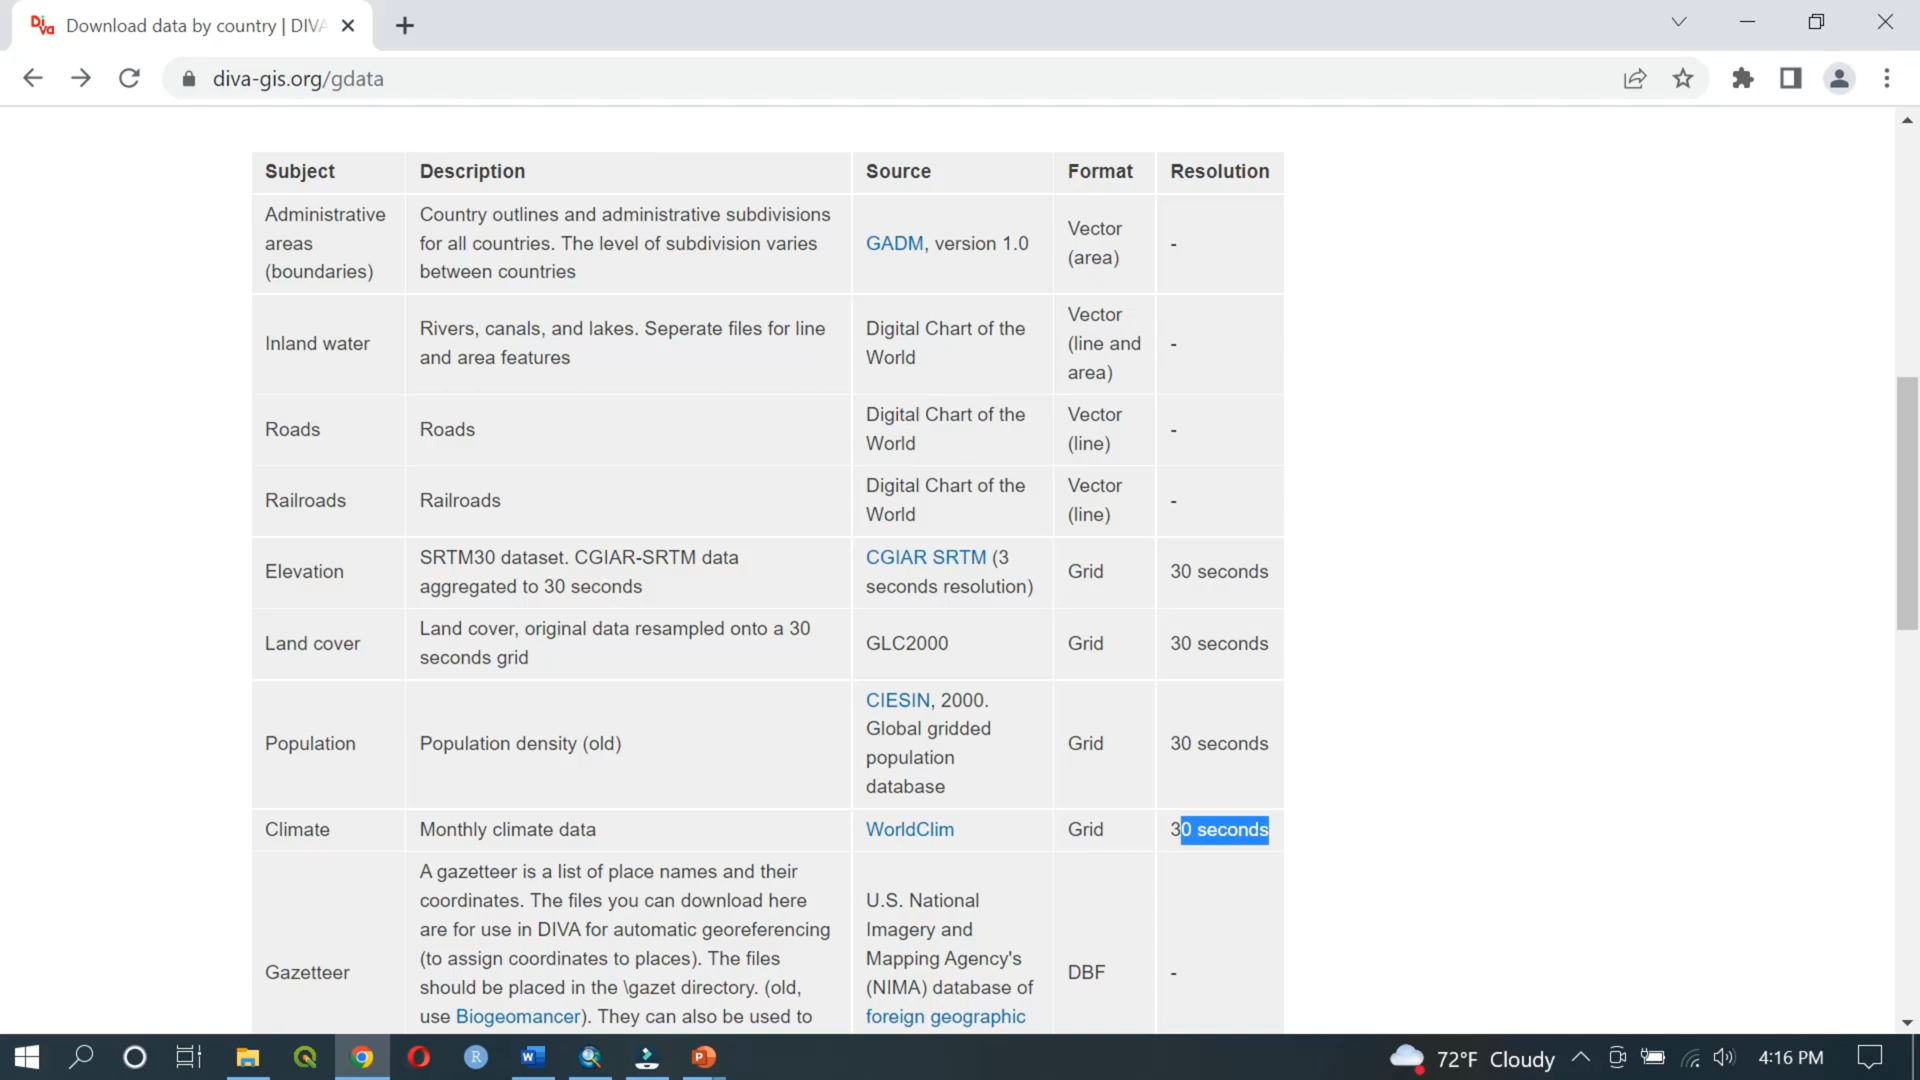 Diva Download data by country | DIVA
diva-gis.org/gdata
Subject Description Source Format Resolution
Administrative areas (boundaries)
Country outlines and administrative subdivisions
for all countries. The level of subdivision varies
between countries
GADM, version 1.0
Vector
(area)
-
Inland water
Rivers, canals, and lakes. Seperate files for line
and area features
Digital Chart of the
World
Vector
(line and
area)
-
Roads
Roads
Digital Chart of the
World
Vector
(line)
-
Railroads
Railroads
Digital Chart of the
World
Vector
(line)
-
Elevation
SRTM30 dataset. CGIAR-SRTM data
aggregated to 30 seconds
CGIAR SRTM (3
seconds resolution)
Grid
30 seconds
Land cover
Land cover, original data resampled onto a 30
seconds grid
GLC2000
Grid
30 seconds
Population
Population density (old)
CIESIN, 2000.
Global gridded
population
database
Grid
30 seconds
Climate
Monthly climate data
WorldClim
Grid
30 seconds
Gazetteer
A gazetteer is a list of place names and their
coordinates. The files you can download here
are for use in DIVA for automatic georeferencing
(to assign coordinates to places). The files
should be placed in the \gazet directory. (old,
use Biogeomancer). They can also be used to
U.S. National
Imagery and
Mapping Agency's
(NIMA) database of
foreign geographic
DBF
-
72°F Cloudy
4:16 PM